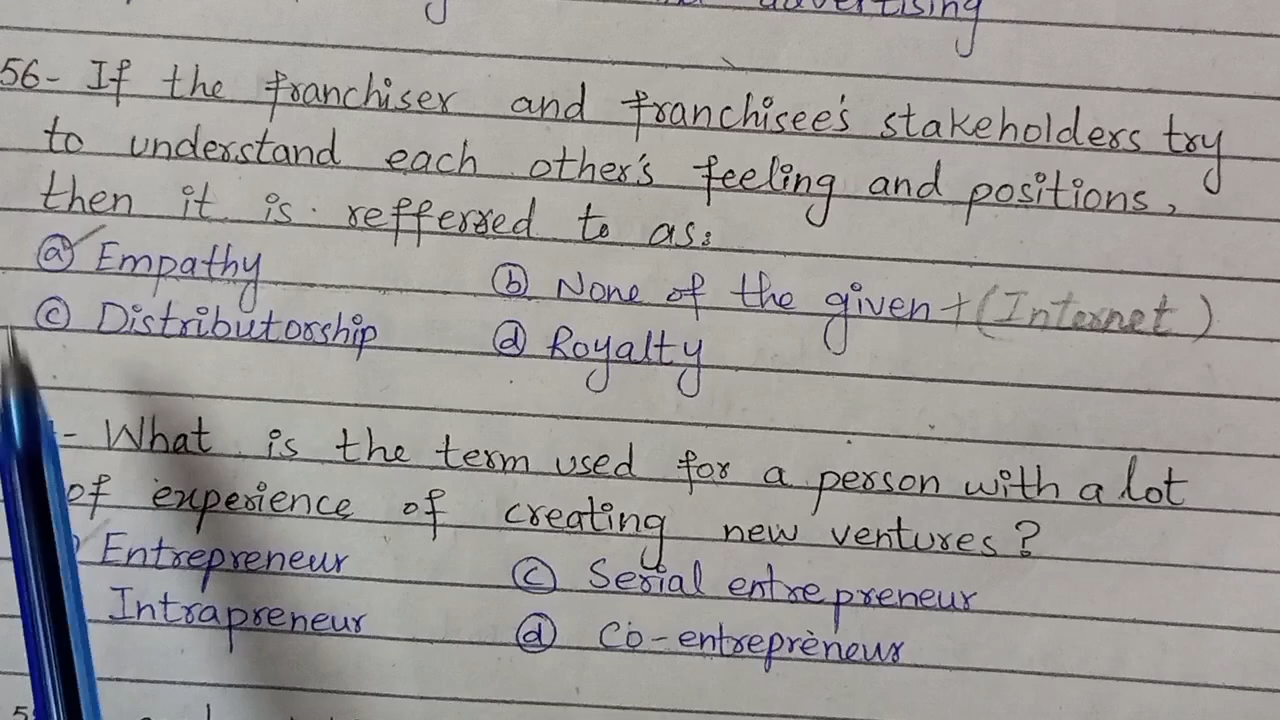 advertising
56- If the franchiser and franchisee's stakeholders try
to understand each other's feeling and positions,
then it is refferred to as:
ⓐ Empathy ⓑ None of the given + (Internet)
ⓒ Distributorship ⓓ Royalty
- What is the term used for a person with a lot
of experience of creating new ventures?
Entrepreneur ⓒ Serial entrepreneur
Intrapreneur ⓓ Co-entrepreneur